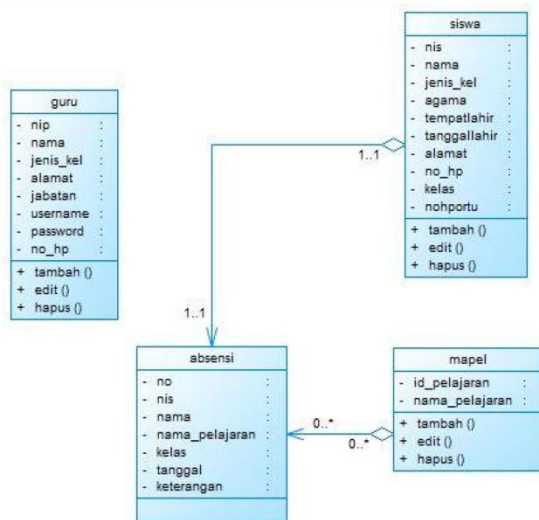 siswa
- nis :
- nama :
- jenis_kel :
- agama :
- tempatlahir :
- tanggallahir :
- alamat :
- no_hp :
- kelas :
- nohportu :
+ tambah ()
+ edit ()
+ hapus ()
guru
- nip :
- nama :
- jenis_kel :
- alamat :
- jabatan :
- username :
- password :
- no_hp :
+ tambah ()
+ edit ()
+ hapus ()
1..1
1..1
absensi
- no :
- nis :
- nama :
- nama_pelajaran :
- kelas :
- tanggal :
- keterangan :
0..*
0..*
mapel
- id_pelajaran :
- nama_pelajaran :
+ tambah ()
+ edit ()
+ hapus ()